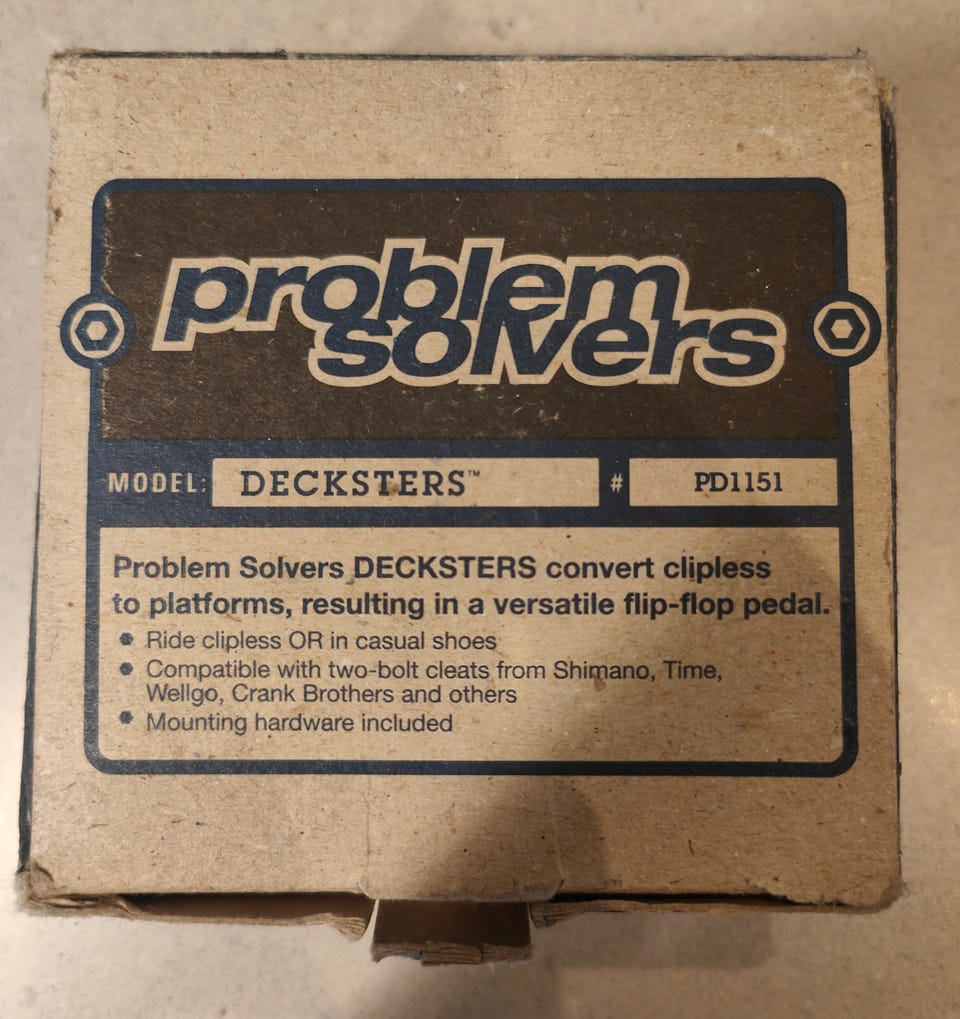 problem
solvers
MODEL: DECKSTERS™ # PD1151
Problem Solvers DECKSTERS convert clipless
to platforms, resulting in a versatile flip-flop pedal.
Ride clipless OR in casual shoes
Compatible with two-bolt cleats from Shimano, Time,
Wellgo, Crank Brothers and others
Mounting hardware included